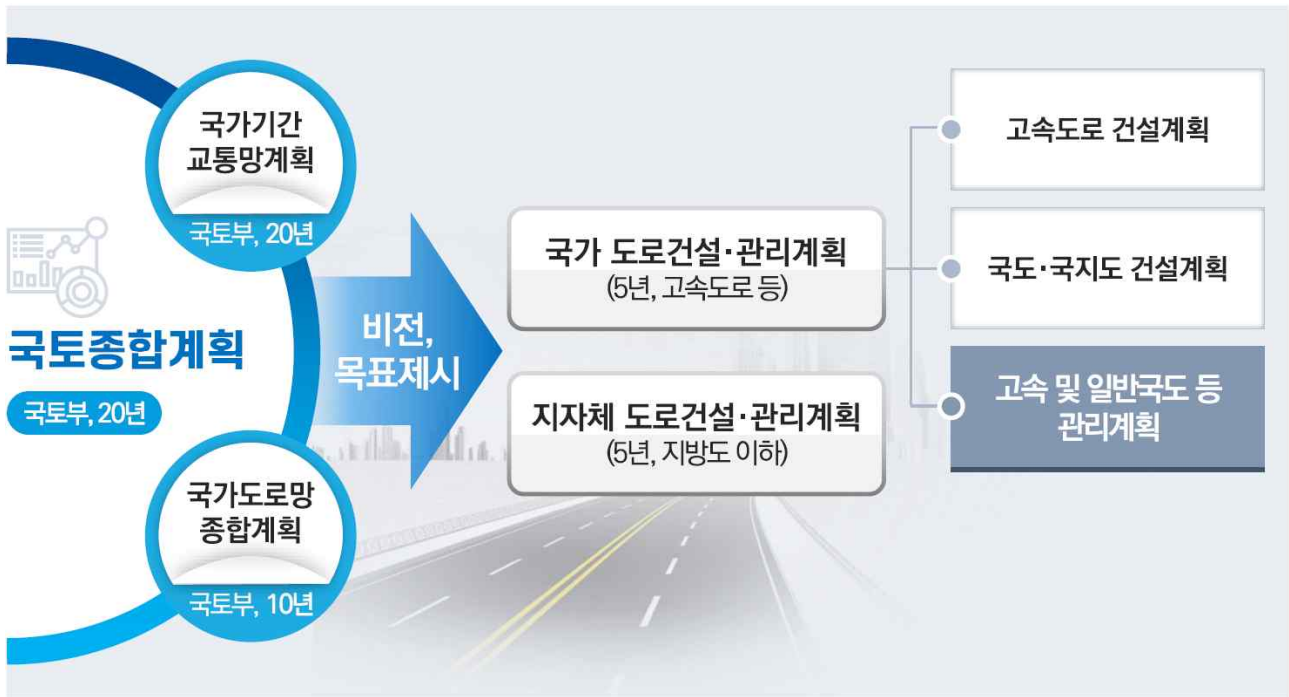 국토종합계획
국토부, 20년
국가기간
교통망계획
국토부, 20년
국가도로망
종합계획
국토부, 10년
비전,
목표제시
국가 도로건설·관리계획
(5년, 고속도로 등)
지자체 도로건설·관리계획
(5년, 지방도 이하)
고속도로 건설계획
국도·국지도 건설계획
고속 및 일반국도 등
관리계획